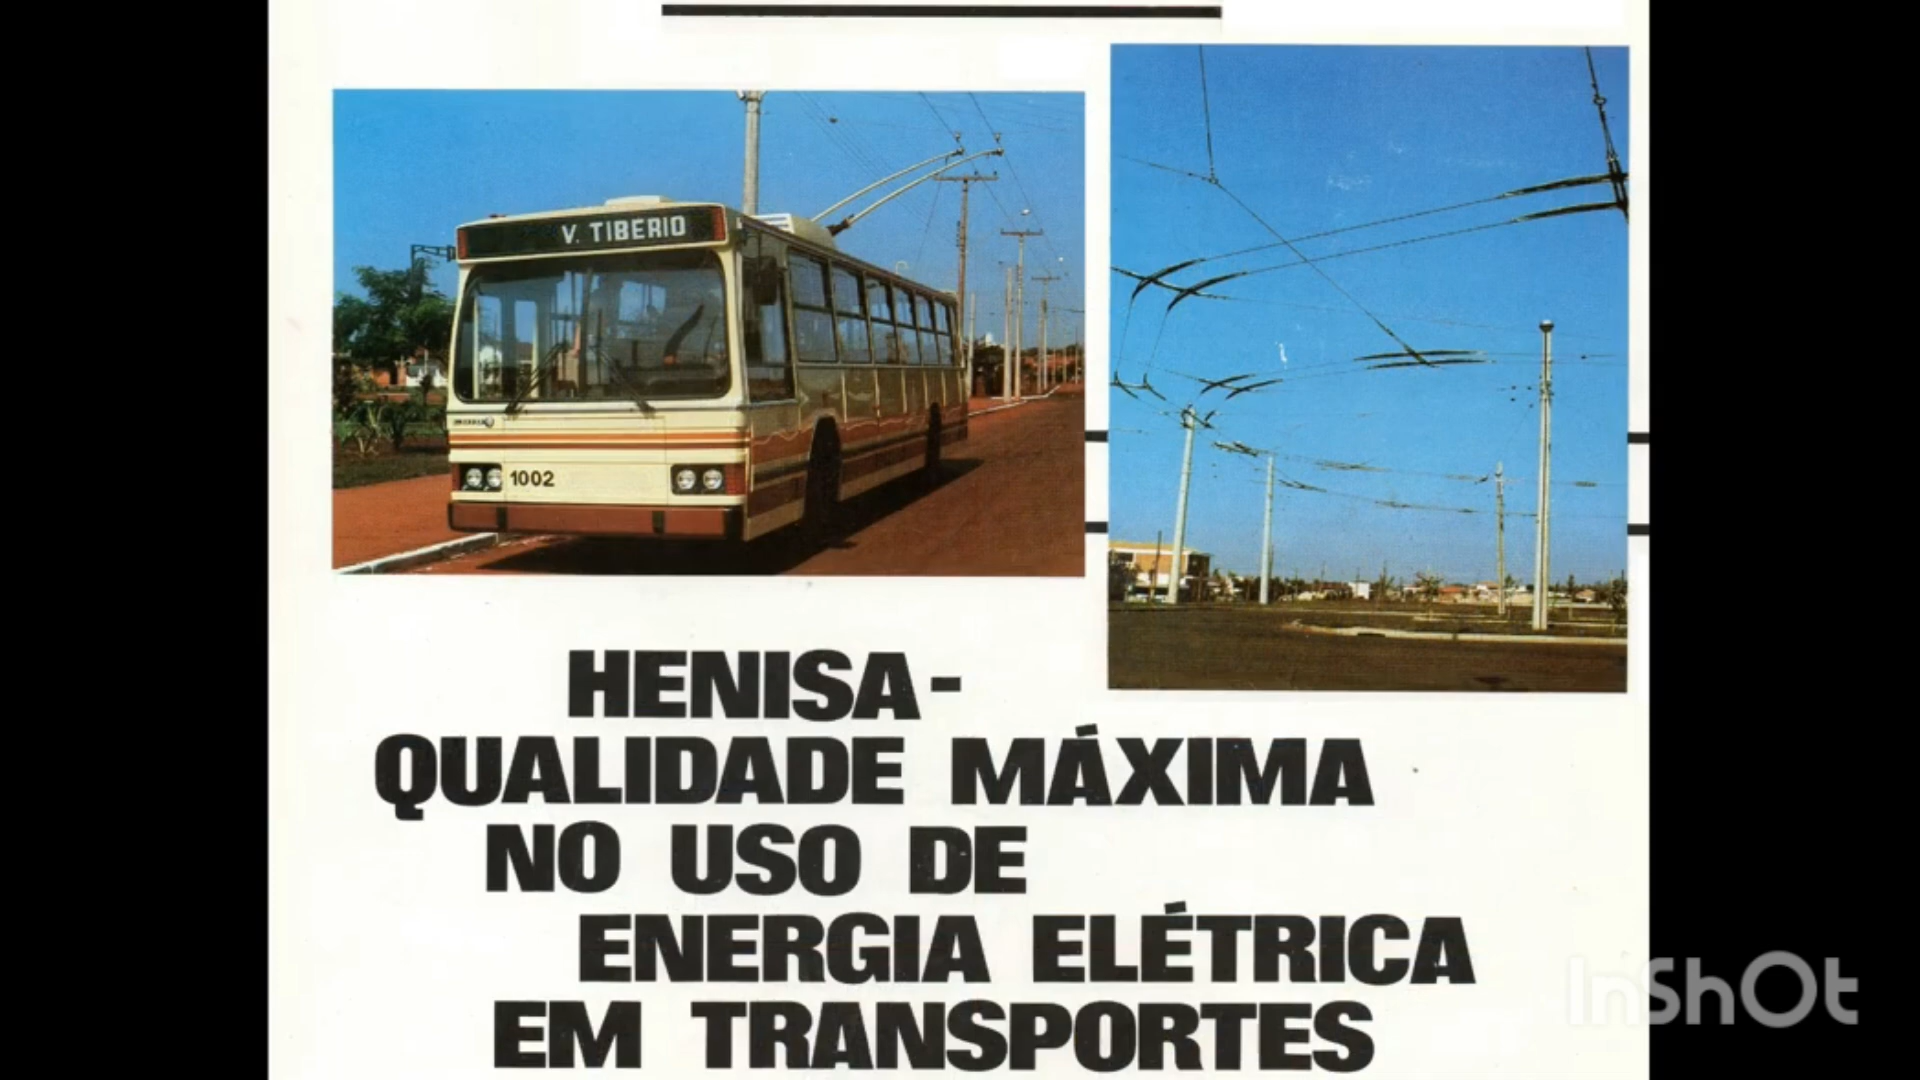 V. TIBERIO
1002
HENISA-
QUALIDADE MÁXIMA
NO USO DE
ENERGIA ELÉTRICA
EM TRANSPORTES
InShOt